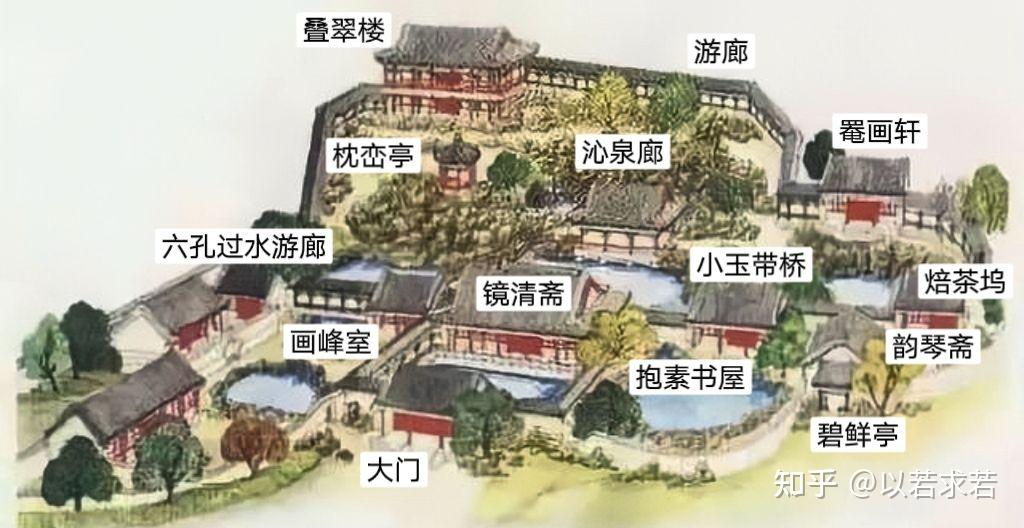 叠翠楼
游廊
罨画轩
枕峦亭
沁泉廊
六孔过水游廊
小玉带桥
焙茶坞
镜清斋
画峰室
韵琴斋
抱素书屋
碧鲜亭
大门
知乎 @以若求若